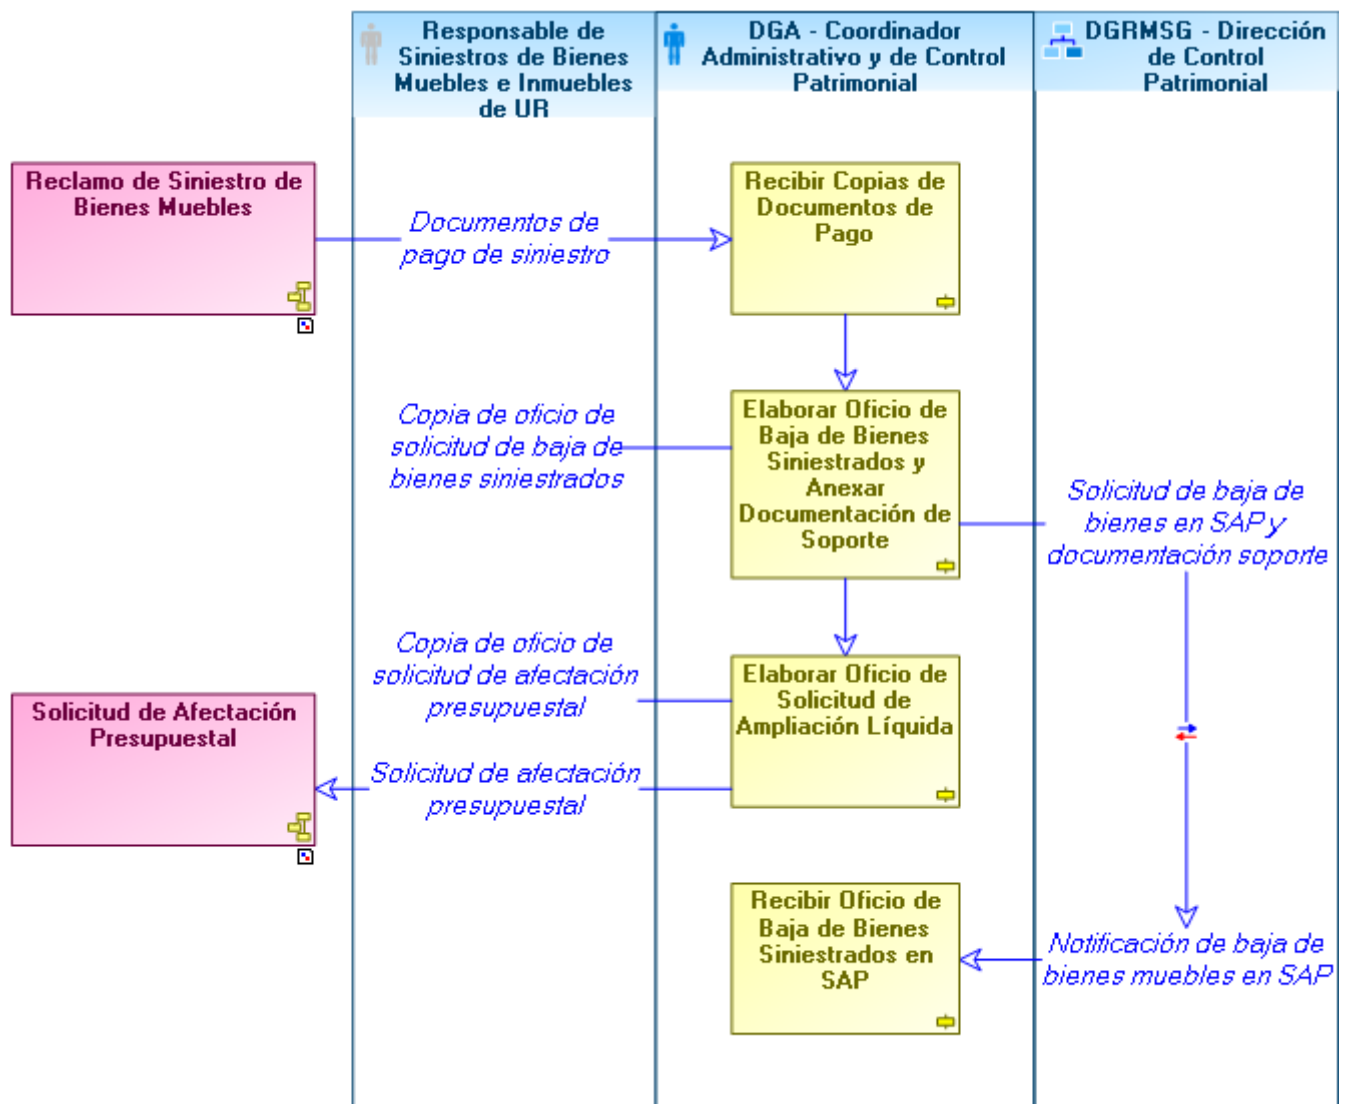 Responsable de
Siniestros de Bienes
Muebles e Inmuebles
de UR
DGA - Coordinador
Administrativo y de Control
Patrimonial
DGRMSG - Dirección
de Control
Patrimonial
Reclamo de Siniestro de
Bienes Muebles
Documentos de
pago de siniestro
Recibir Copias de
Documentos de
Pago
Copia de oficio de
solicitud de baja de
bienes siniestrados
Elaborar Oficio de
Baja de Bienes
Siniestrados y
Anexar
Documentación de
Soporte
Solicitud de baja de
bienes en SAP y
documentación soporte
Copia de oficio de
solicitud de afectación
presupuestal
Elaborar Oficio de
Solicitud de
Ampliación Líquida
Solicitud de Afectación
Presupuestal
Solicitud de afectación
presupuestal
Recibir Oficio de
Baja de Bienes
Siniestrados en
SAP
Notificación de baja de
bienes muebles en SAP